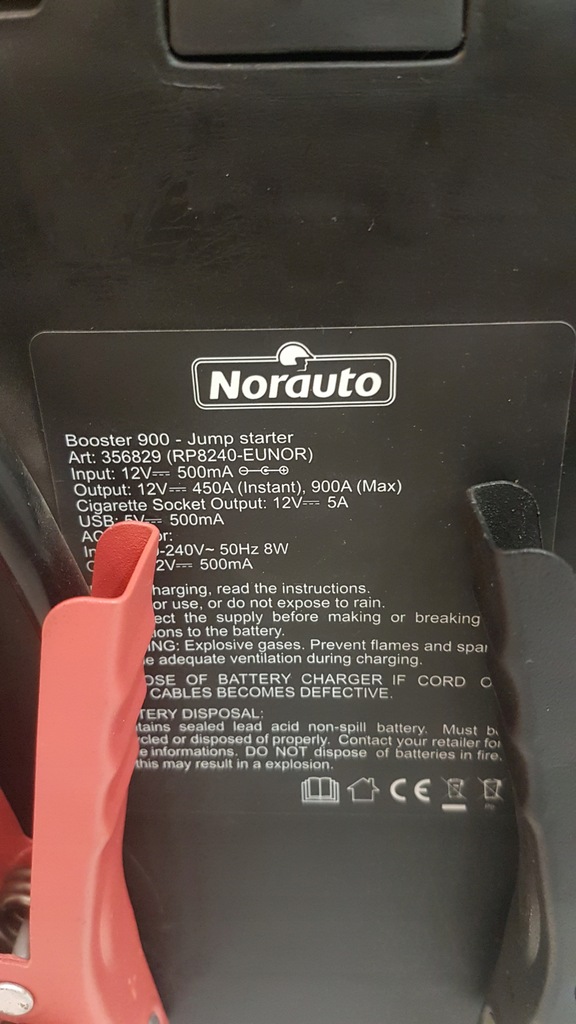 Norauto
Booster 900 - Jump starter
Art: 356829 (RP8240-EUNOR)
Input: 12V⎓ 500mA
Output: 12V⎓ 450A (Instant), 900A (Max)
Cigarette Socket Output: 12V⎓ 5A
USB: 5V⎓ 500mA
-240V~ 50Hz 8W
2V⎓ 500mA
harging, read the instructions.
or use, or do not expose to rain.
ect the supply before making or breaking
ions to the battery.
NG: Explosive gases. Prevent flames and spar
e adequate ventilation during charging.
OSE OF BATTERY CHARGER IF CORD O
CABLES BECOMES DEFECTIVE.
TERY DISPOSAL:
tains sealed lead acid non-spill battery. Must b
cled or disposed of properly. Contact your retailer for
e informations. DO NOT dispose of batteries in fire,
this may result in a explosion.
CE